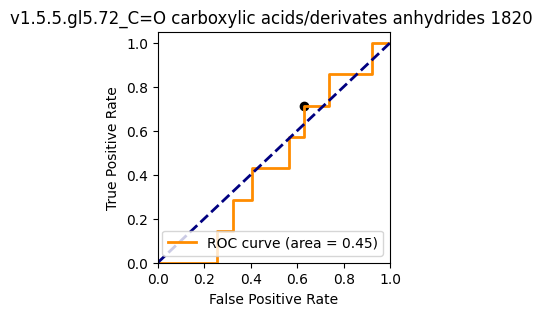 v1.5.5.gl5.72_C=O carboxylic acids/derivates anhydrides 1820
1.0
0.8
0.6
0.4
0.2
0.0
True Positive Rate
ROC curve (area = 0.45)
0.0 0.2 0.4 0.6 0.8 1.0
False Positive Rate